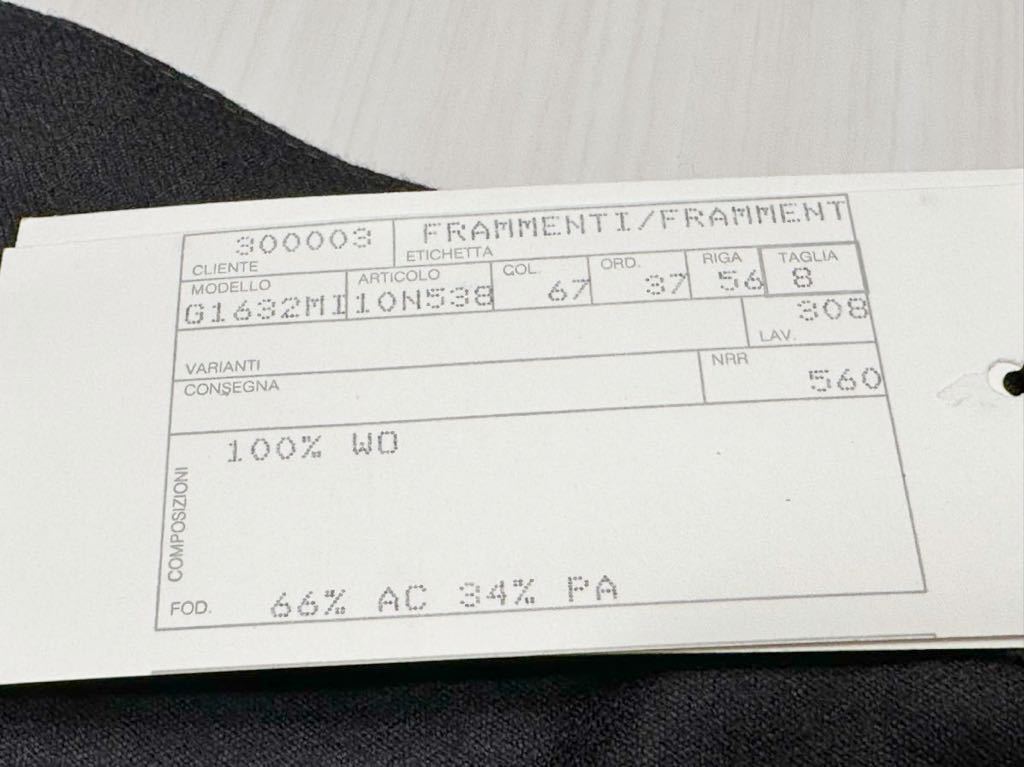 300003 FRAMMENTI/FRAMMENT
CLIENTE ETICHETTA
MODELLO ARTICOLO COL. ORD. RIGA TAGLIA
G1632MI 10N538 67 37 56 8
308
VARIANTI LAV.
CONSEGNA NRR
560
100% WO
COMPOSIZIONI
FOD. 66% AC 34% PA